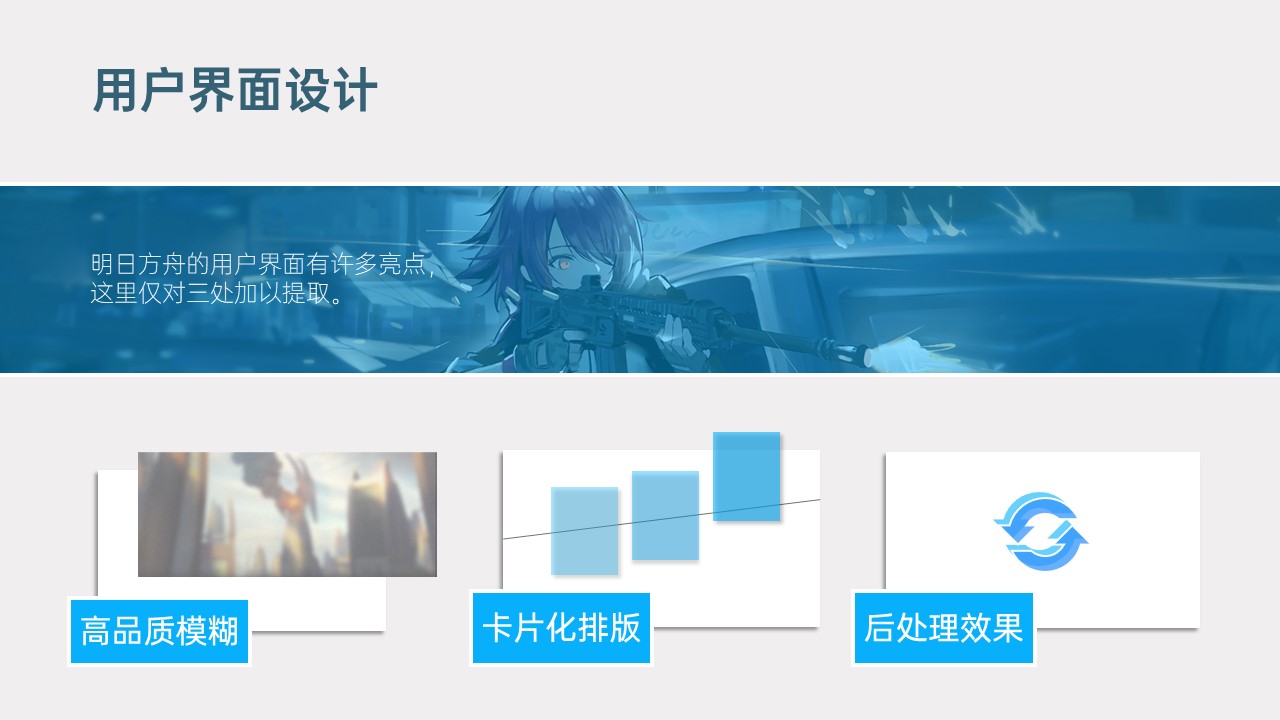 用户界面设计
明日方舟的用户界面有许多亮点，
这里仅对三处加以提取。
高品质模糊
卡片化排版
后处理效果